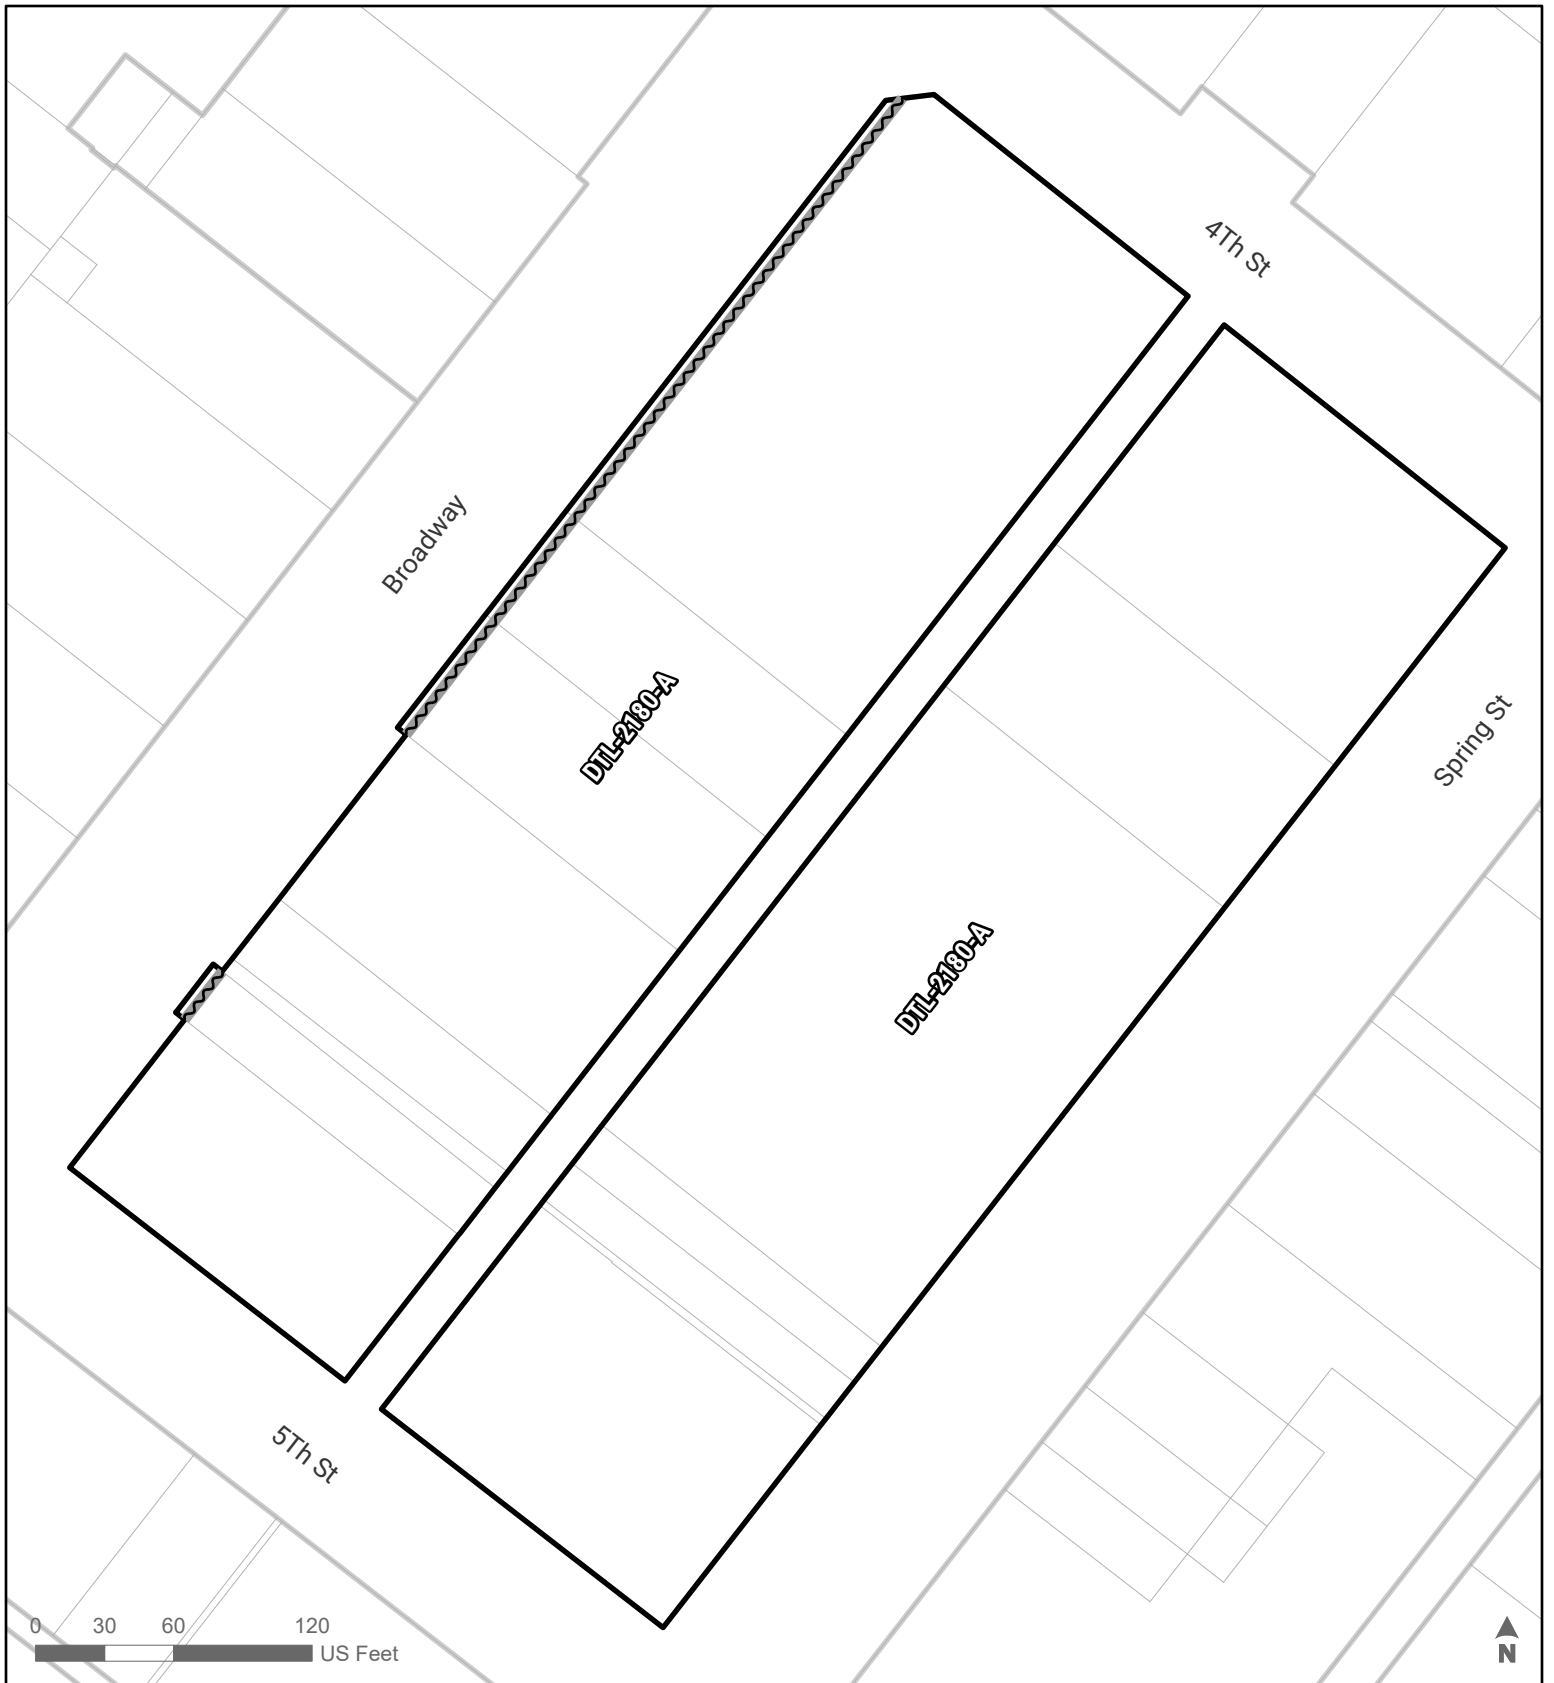 4Th St
Broadway
DTL-2180-A
Spring St
DTL-2180-A
5Th St
0 30 60 120
US Feet
N